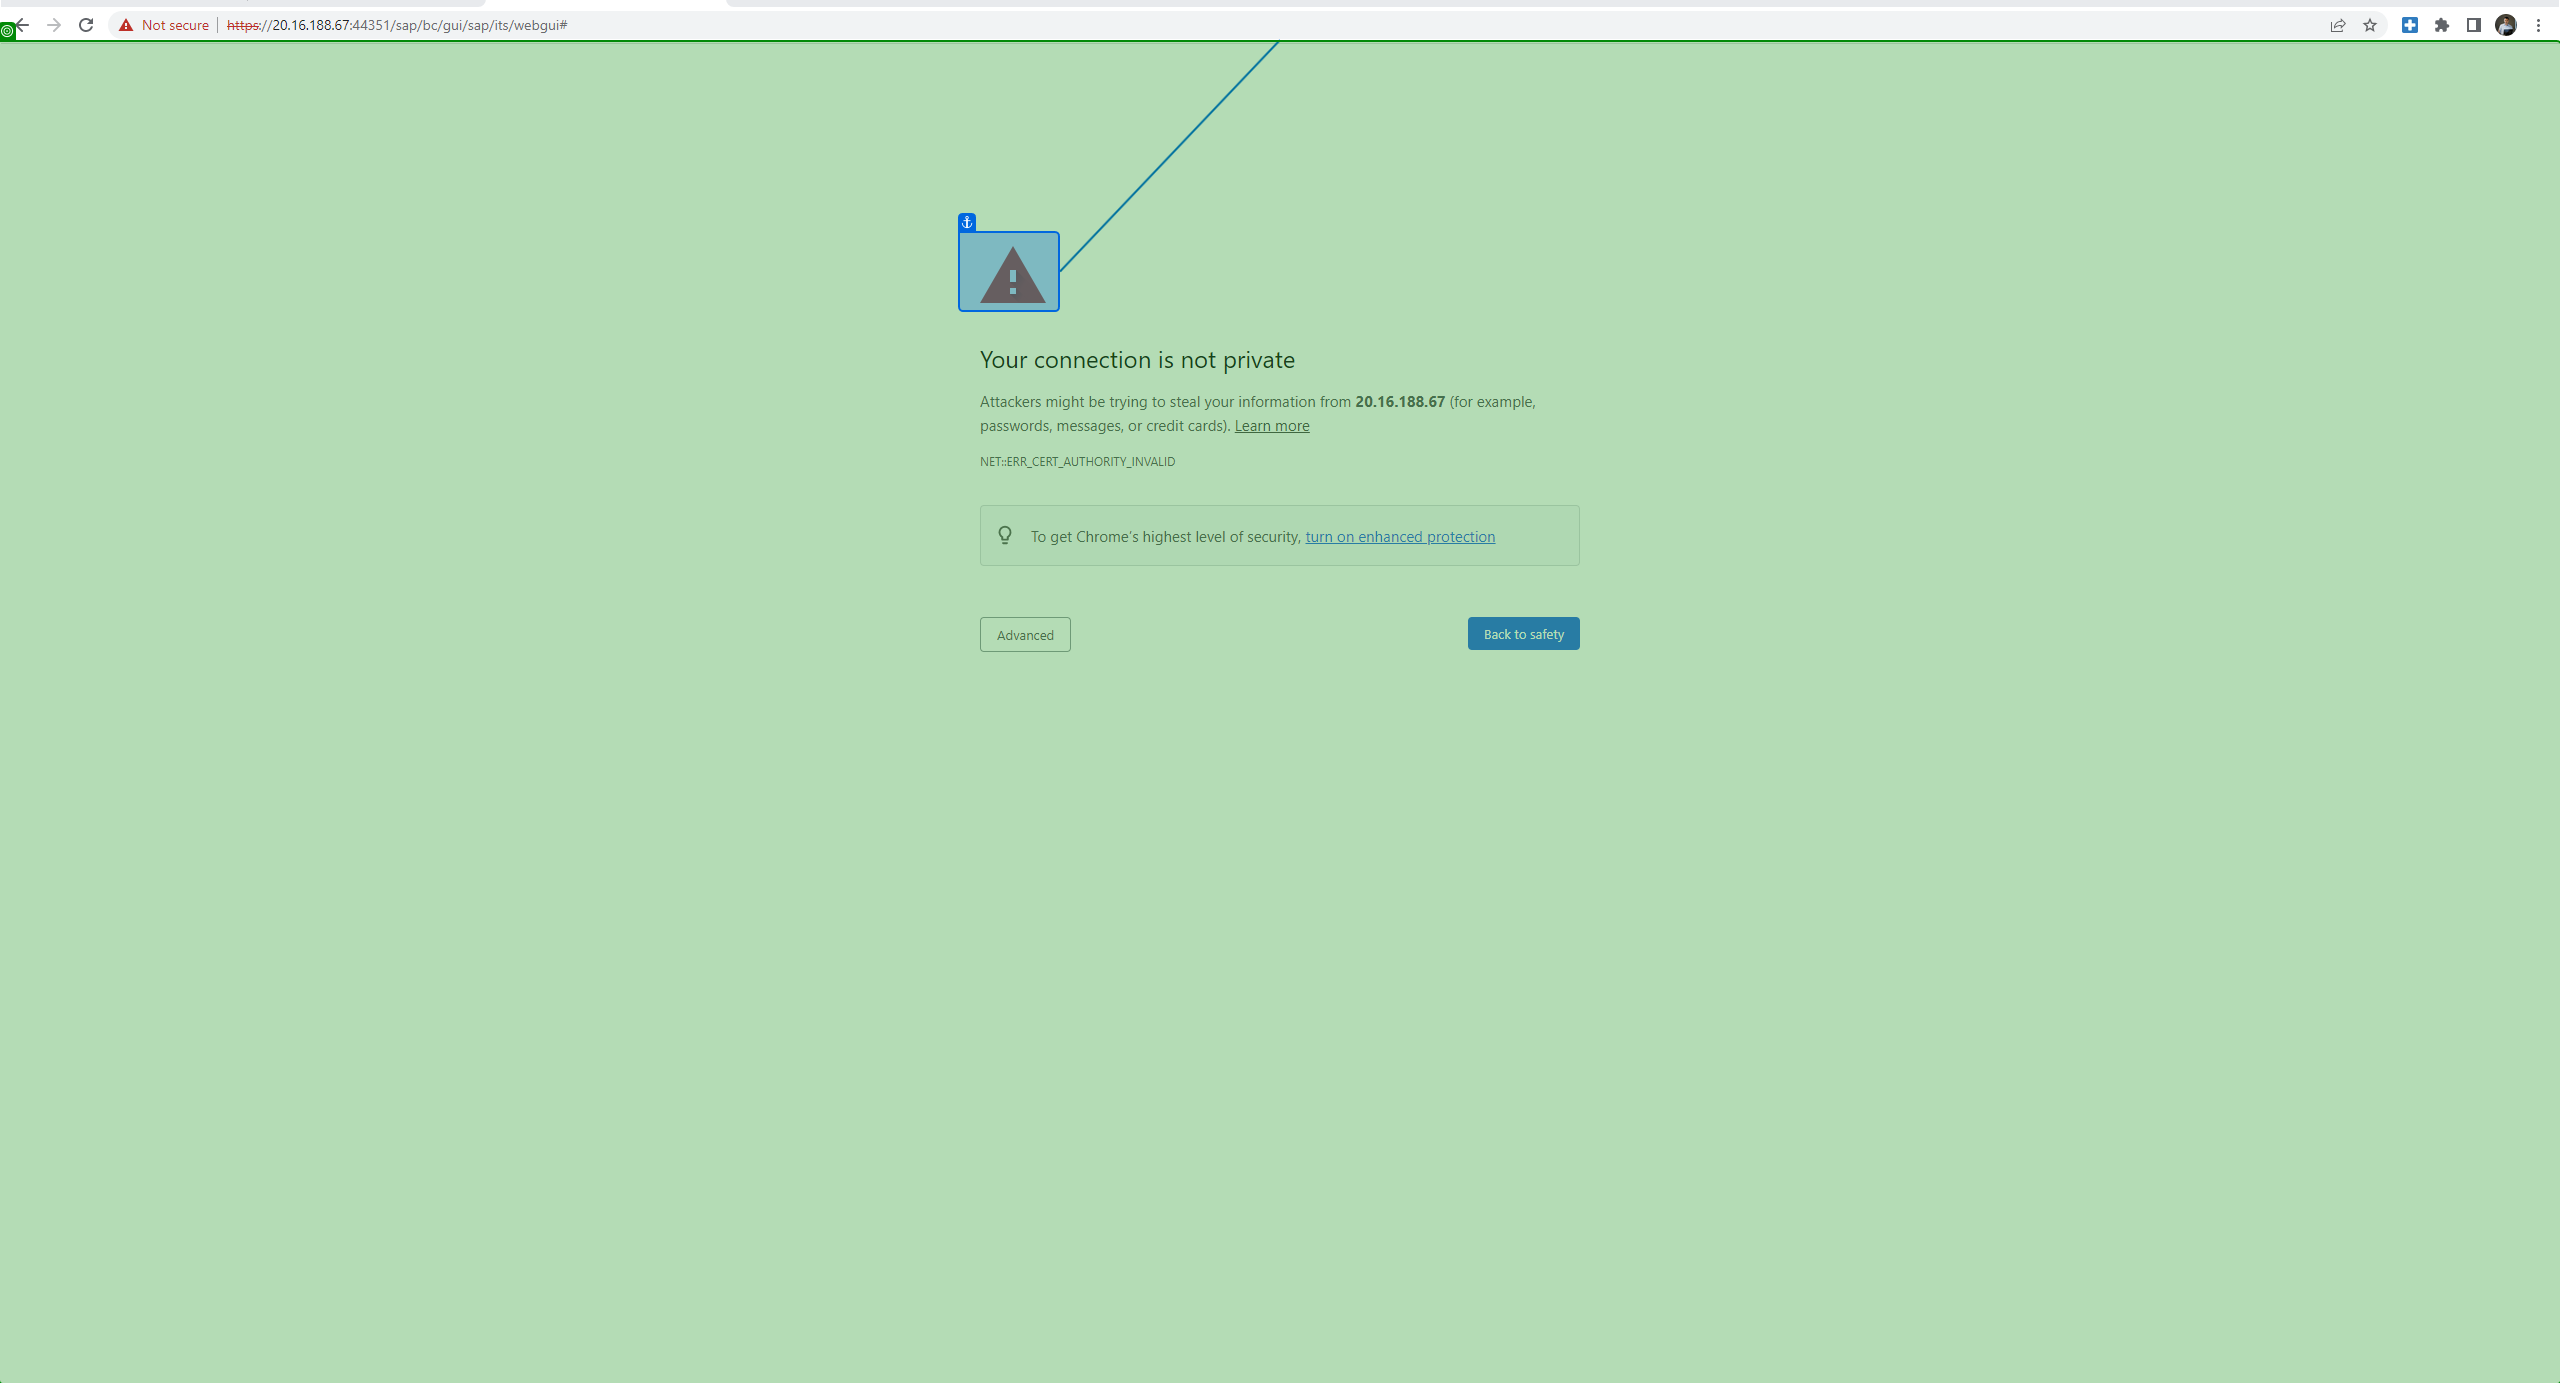 Not secure https://20.16.188.67:44351/sap/bc/gui/sap/its/webgui#
Your connection is not private
Attackers might be trying to steal your information from 20.16.188.67 (for example,
passwords, messages, or credit cards). Learn more
NET::ERR_CERT_AUTHORITY_INVALID
To get Chrome’s highest level of security, turn on enhanced protection
Advanced
Back to safety